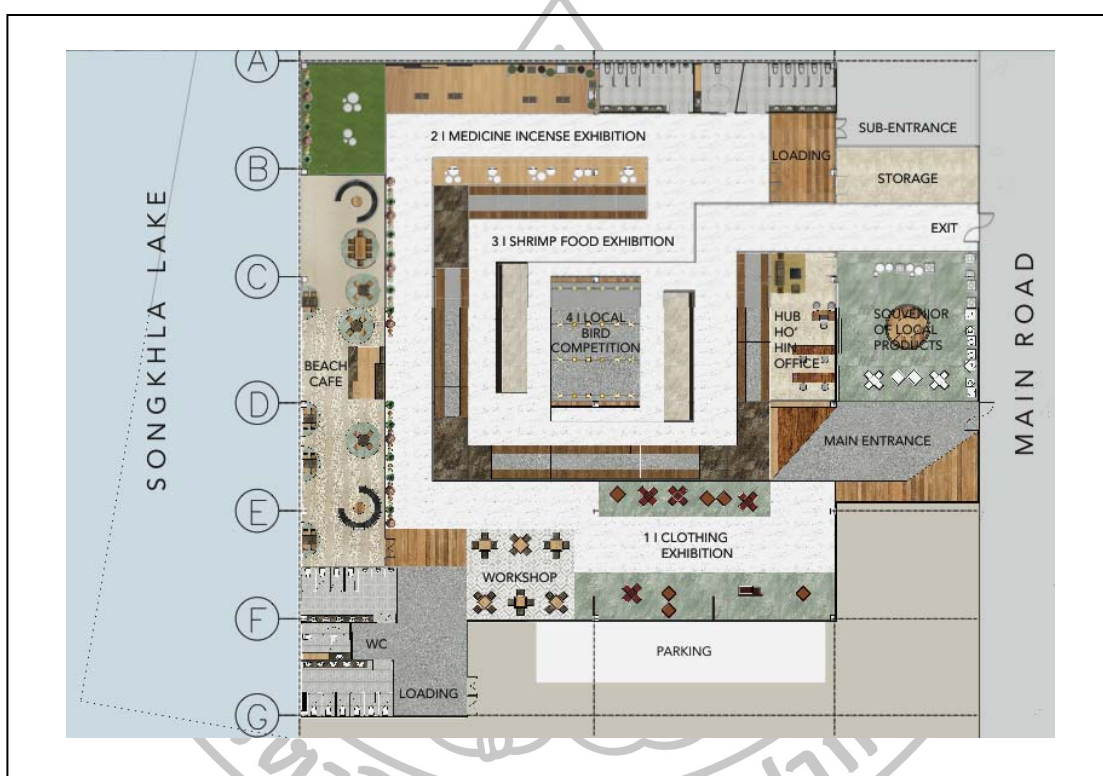 A
2 I MEDICINE INCENSE EXHIBITION
SUB-ENTRANCE
LOADING
B
STORAGE
EXIT
3 I SHRIMP FOOD EXHIBITION
C
4 I LOCAL
BIRD
COMPETITION
HUB
HO'
HIN
OFFICE
SOUVENIOR
OF LOCAL
PRODUCTS
SONGKHLA LAKE
MAIN ROAD
BEACH
CAFE
D
MAIN ENTRANCE
E
1 I CLOTHING
EXHIBITION
WORKSHOP
F
WC
PARKING
LOADING
G